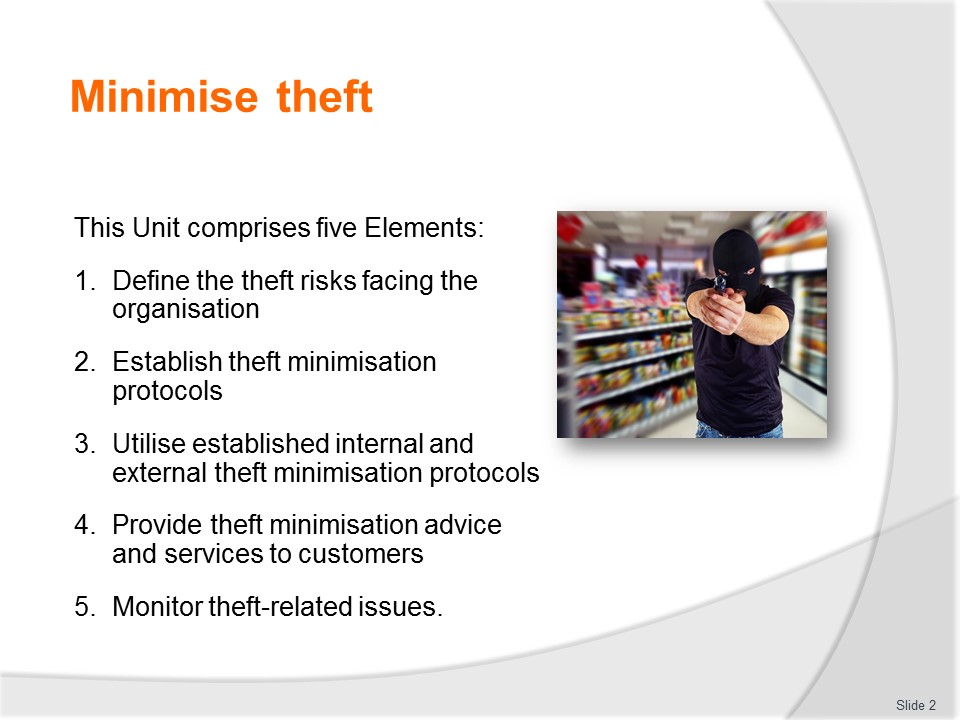 Minimise theft
This Unit comprises five Elements:
1. Define the theft risks facing the
organisation
2. Establish theft minimisation
protocols
3. Utilise established internal and
external theft minimisation protocols
4. Provide theft minimisation advice
and services to customers
5. Monitor theft-related issues.
Slide 2